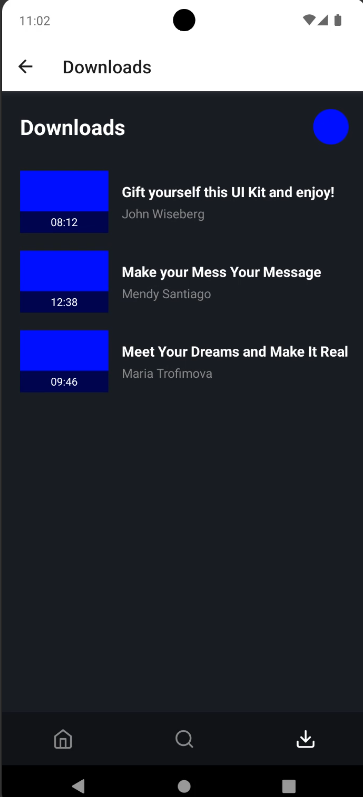 11:02
Downloads
Downloads
Gift yourself this UI Kit and enjoy!
John Wiseberg
08:12
Make your Mess Your Message
Mendy Santiago
12:38
Meet Your Dreams and Make It Real
Maria Trofimova
09:46